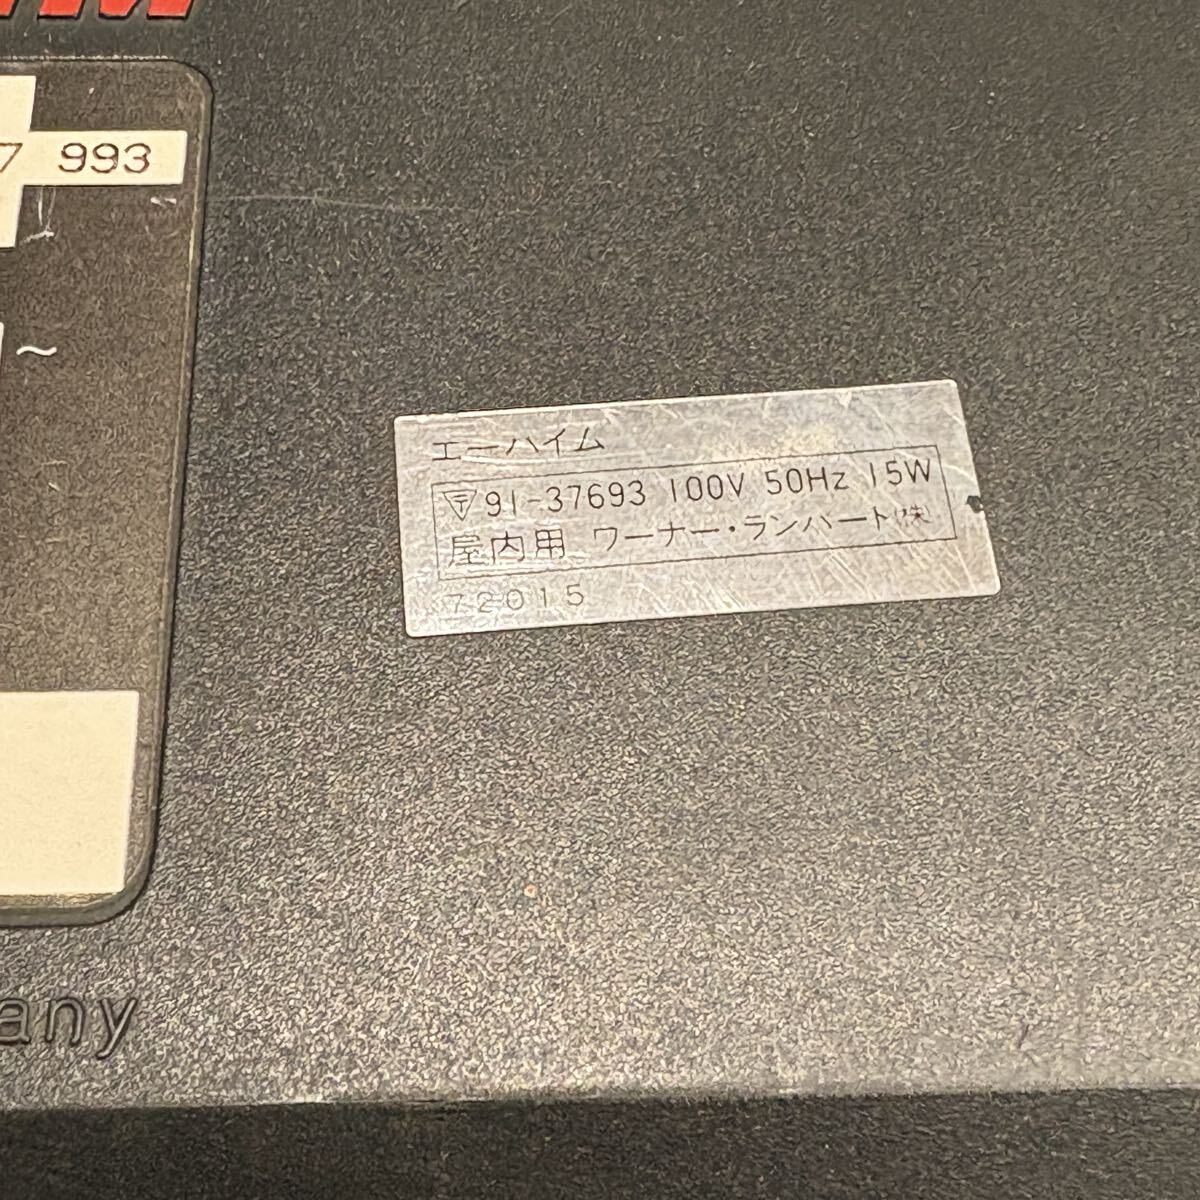 7 993
~
エーハイム
91-37693 100V 50Hz 15W
屋内用 ワーナー・ランバート(株)
72015
any